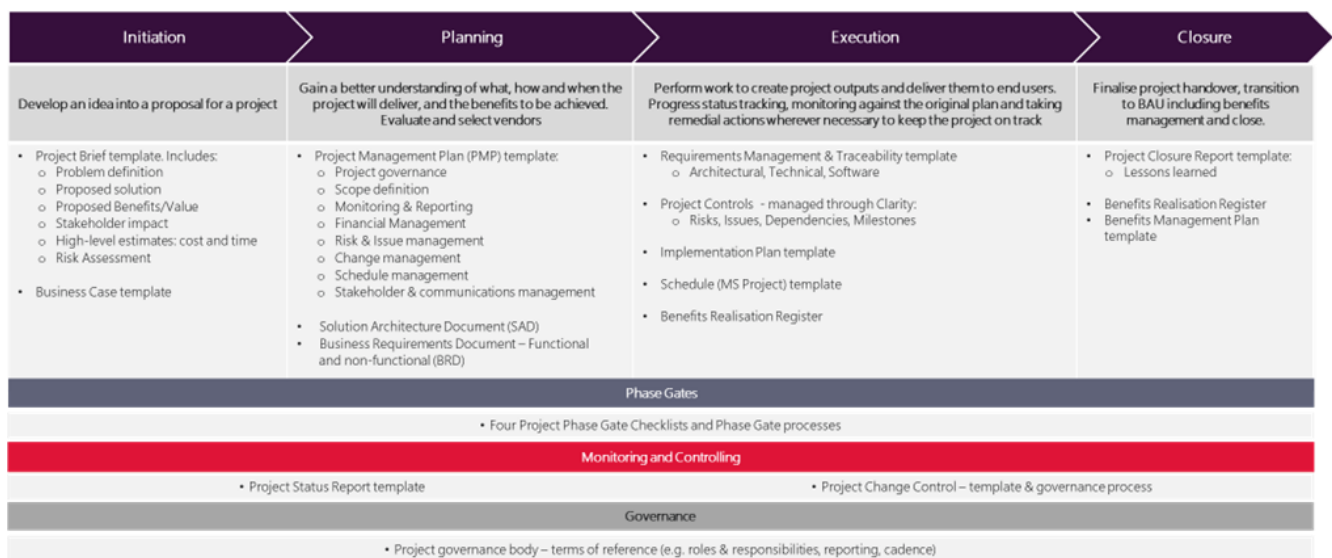 Initiation
Planning
Execution
Closure
Develop an idea into a proposal for a project
Gain a better understanding of what, how and when the
project will deliver, and the benefits to be achieved.
Evaluate and select vendors
Perform work to create project outputs and deliver them to end users.
Progress status tracking, monitoring against the original plan and taking
remedial actions wherever necessary to keep the project on track
Finalise project handover, transition
to BAU including benefits
management and close.
• Project Brief template. Includes:
o Problem definition
o Proposed solution
o Proposed Benefits/Value
o Stakeholder impact
o High-level estimates: cost and time
o Risk Assessment
• Business Case template
• Project Management Plan (PMP) template:
o Project governance
o Scope definition
o Monitoring & Reporting
o Financial Management
o Risk & Issue management
o Change management
o Schedule management
o Stakeholder & communications management
• Solution Architecture Document (SAD)
• Business Requirements Document – Functional
and non-functional (BRD)
• Requirements Management & Traceability template
o Architectural, Technical, Software
• Project Controls - managed through Clarity:
o Risks, Issues, Dependencies, Milestones
• Implementation Plan template
• Schedule (MS Project) template
• Benefits Realisation Register
• Project Closure Report template:
o Lessons learned
• Benefits Realisation Register
• Benefits Management Plan
template
Phase Gates
• Four Project Phase Gate Checklists and Phase Gate processes
Monitoring and Controlling
• Project Status Report template
• Project Change Control – template & governance process
Governance
• Project governance body – terms of reference (e.g. roles & responsibilities, reporting, cadence)